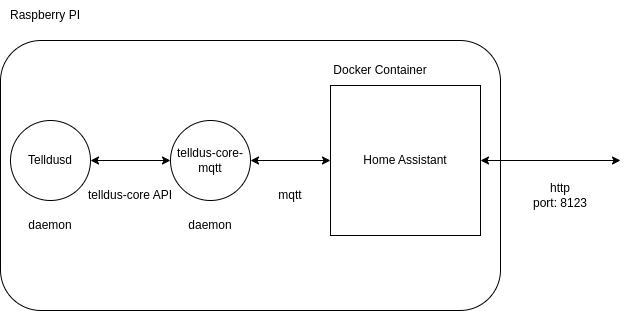 Raspberry PI
Docker Container
Telldusd
telldus-core-
mqtt
Home Assistant
telldus-core API
mqtt
http
port: 8123
daemon
daemon